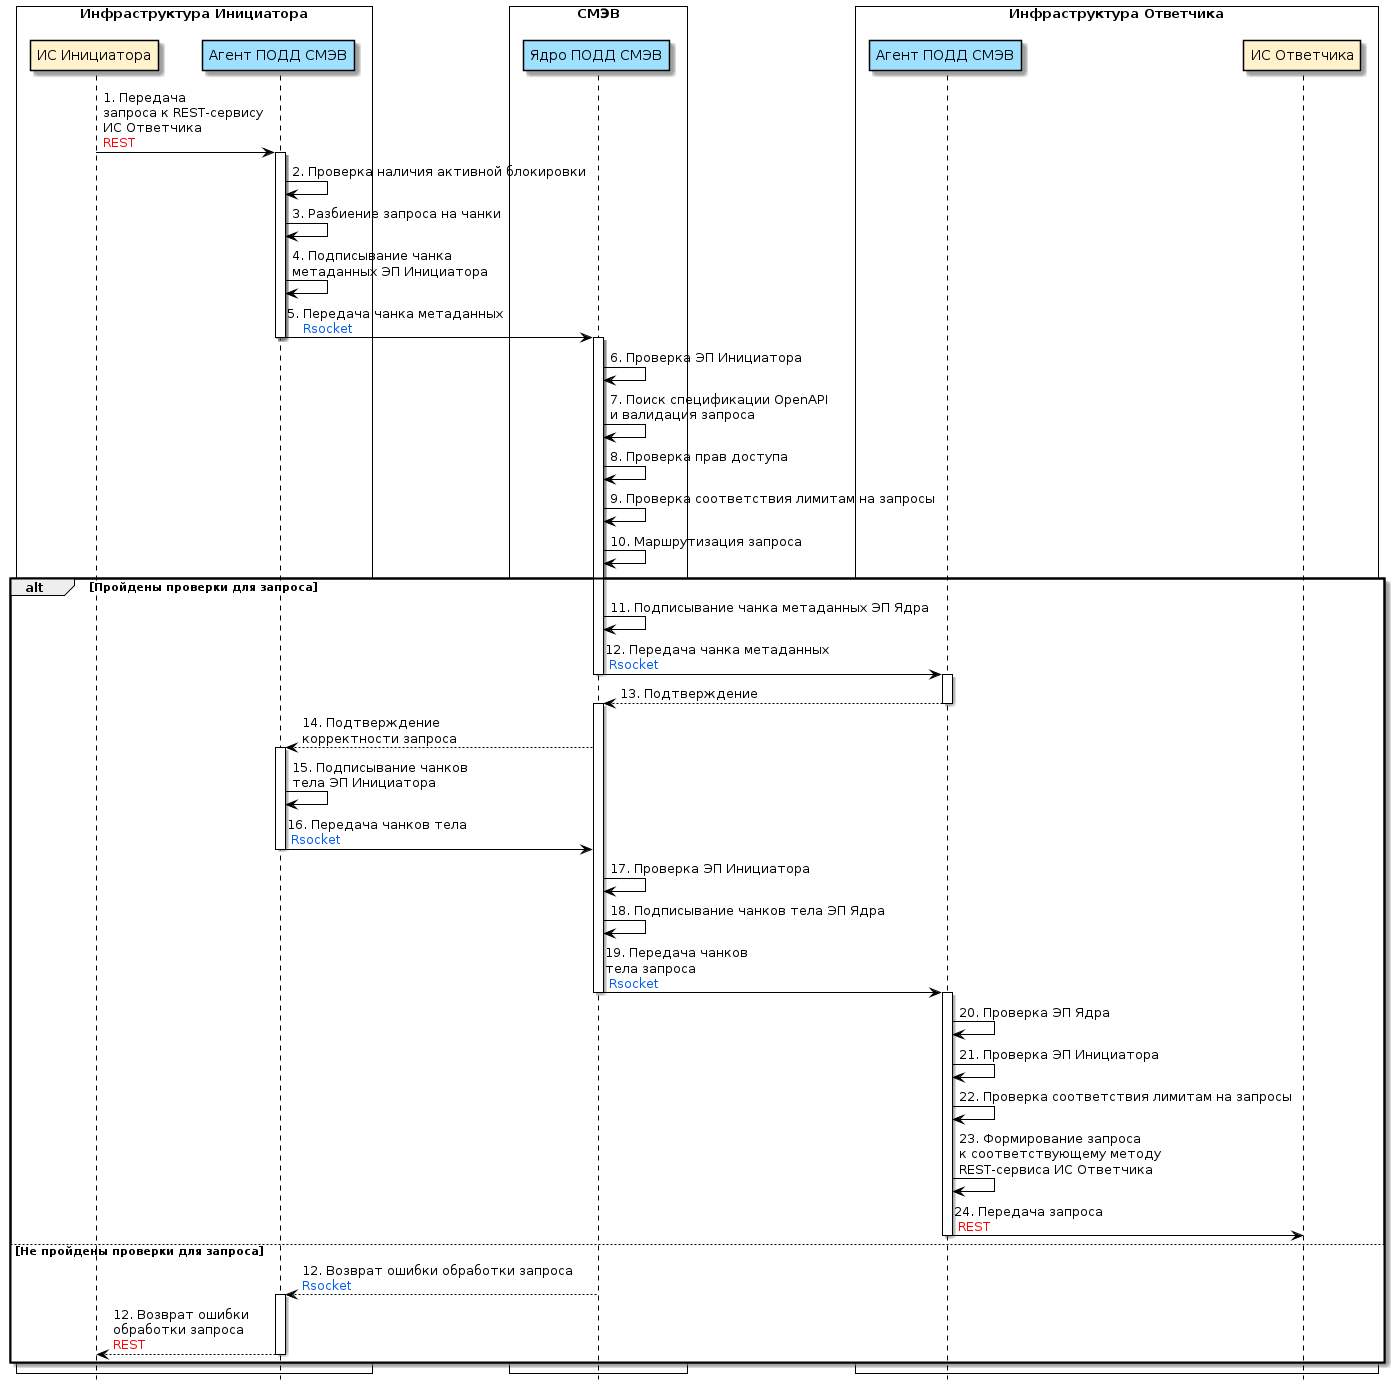 Инфраструктура Инициатора
СМЭВ
Инфраструктура Ответчика
ИС Инициатора
Агент ПОДД СМЭВ
Ядро ПОДД СМЭВ
Агент ПОДД СМЭВ
ИС Ответчика
1. Передача
запроса к REST-сервису
ИС Ответчика
REST
2. Проверка наличия активной блокировки
3. Разбиение запроса на чанки
4. Подписывание чанка
метаданных ЭП Инициатора
5. Передача чанка метаданных
Rsocket
6. Проверка ЭП Инициатора
7. Поиск спецификации OpenAPI
и валидация запроса
8. Проверка прав доступа
9. Проверка соответствия лимитам на запросы
10. Маршрутизация запроса
alt
[Пройдены проверки для запроса]
11. Подписывание чанка метаданных ЭП Ядра
12. Передача чанка метаданных
Rsocket
13. Подтверждение
14. Подтверждение
корректности запроса
15. Подписывание чанков
тела ЭП Инициатора
16. Передача чанков тела
Rsocket
17. Проверка ЭП Инициатора
18. Подписывание чанков тела ЭП Ядра
19. Передача чанков
тела запроса
Rsocket
20. Проверка ЭП Ядра
21. Проверка ЭП Инициатора
22. Проверка соответствия лимитам на запросы
23. Формирование запроса
к соответствующему методу
REST-сервиса ИС Ответчика
24. Передача запроса
REST
[Не пройдены проверки для запроса]
12. Возврат ошибки обработки запроса
Rsocket
12. Возврат ошибки
обработки запроса
REST